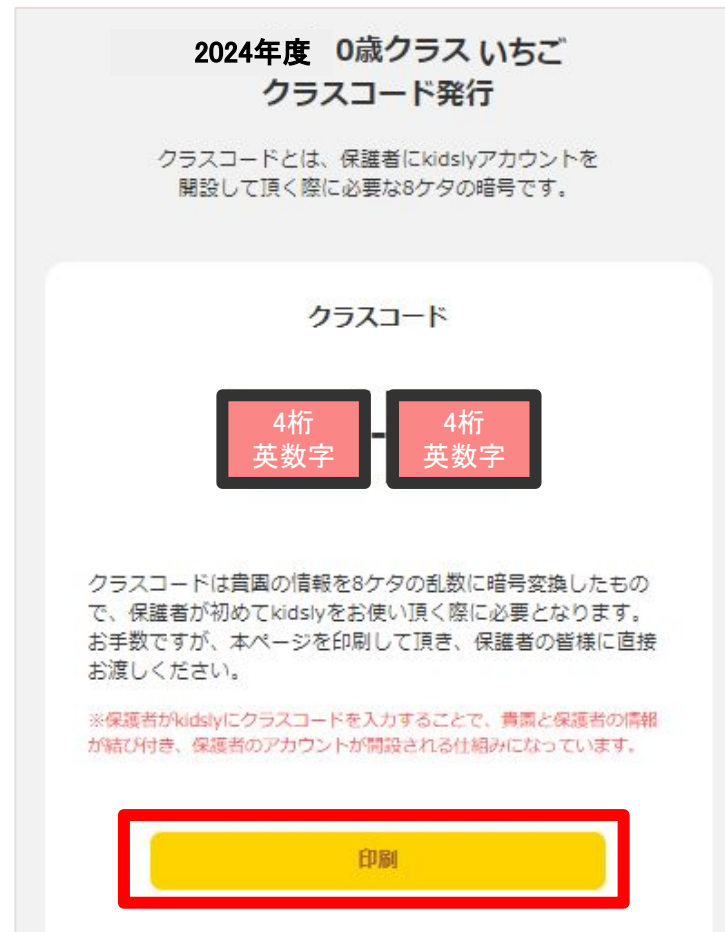 2024年度 0歳クラス いちご
クラスコード発行
クラスコードとは、保護者にkidslyアカウントを
開設して頂く際に必要な8ケタの暗号です。
クラスコード
4桁 - 4桁
英数字 英数字
クラスコードは貴園の情報を8ケタの乱数に暗号変換したもの
で、保護者が初めてkidslyをお使い頂く際に必要となります。
お手数ですが、本ページを印刷して頂き、保護者の皆様に直接
お渡しください。
※保護者がkidslyにクラスコードを入力することで、貴園と保護者の情報
が結び付き、保護者のアカウントが開設される仕組みになっています。
印刷